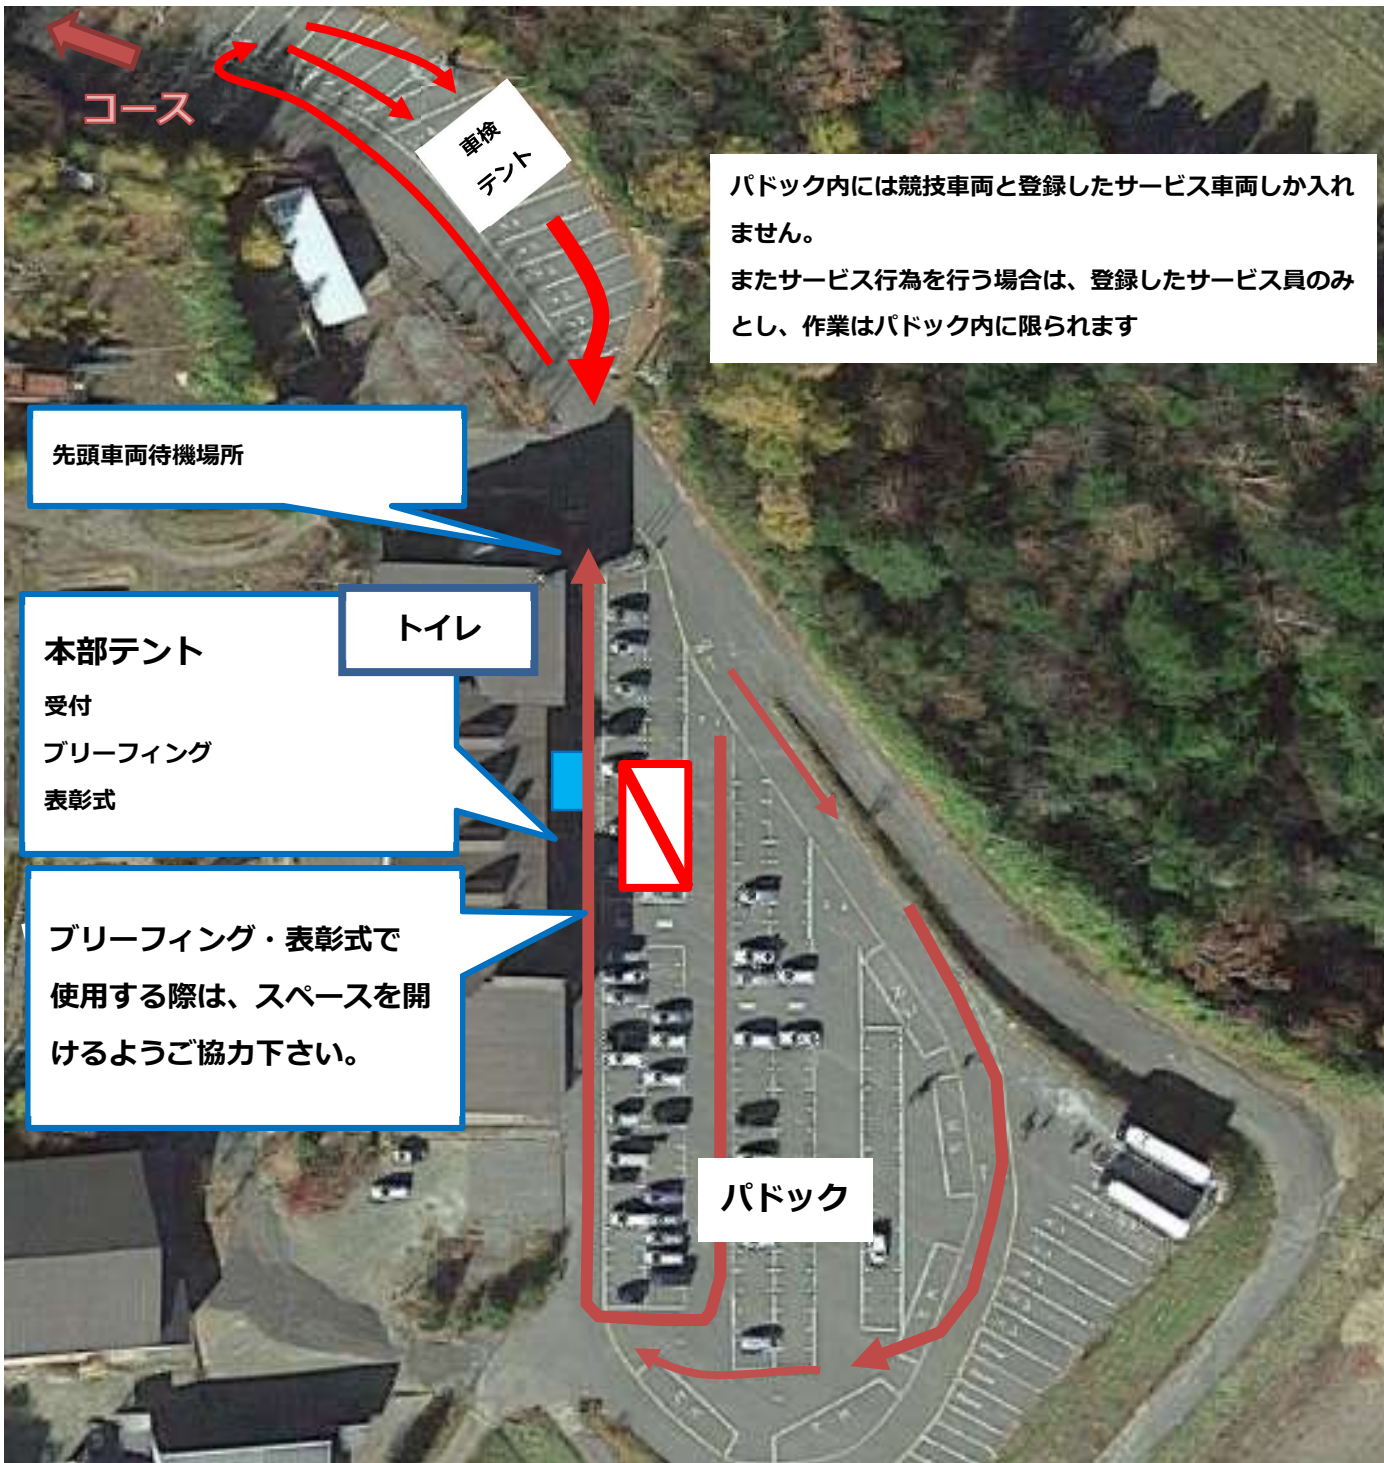 コース
車検
テント
パドック内には競技車両と登録したサービス車両しか入れ
ません。
またサービス行為を行う場合は、登録したサービス員のみ
とし、作業はパドック内に限られます
先頭車両待機場所
トイレ
本部テント
受付
ブリーフィング
表彰式
ブリーフィング・表彰式で
使用する際は、スペースを開
けるようご協力下さい。
パドック